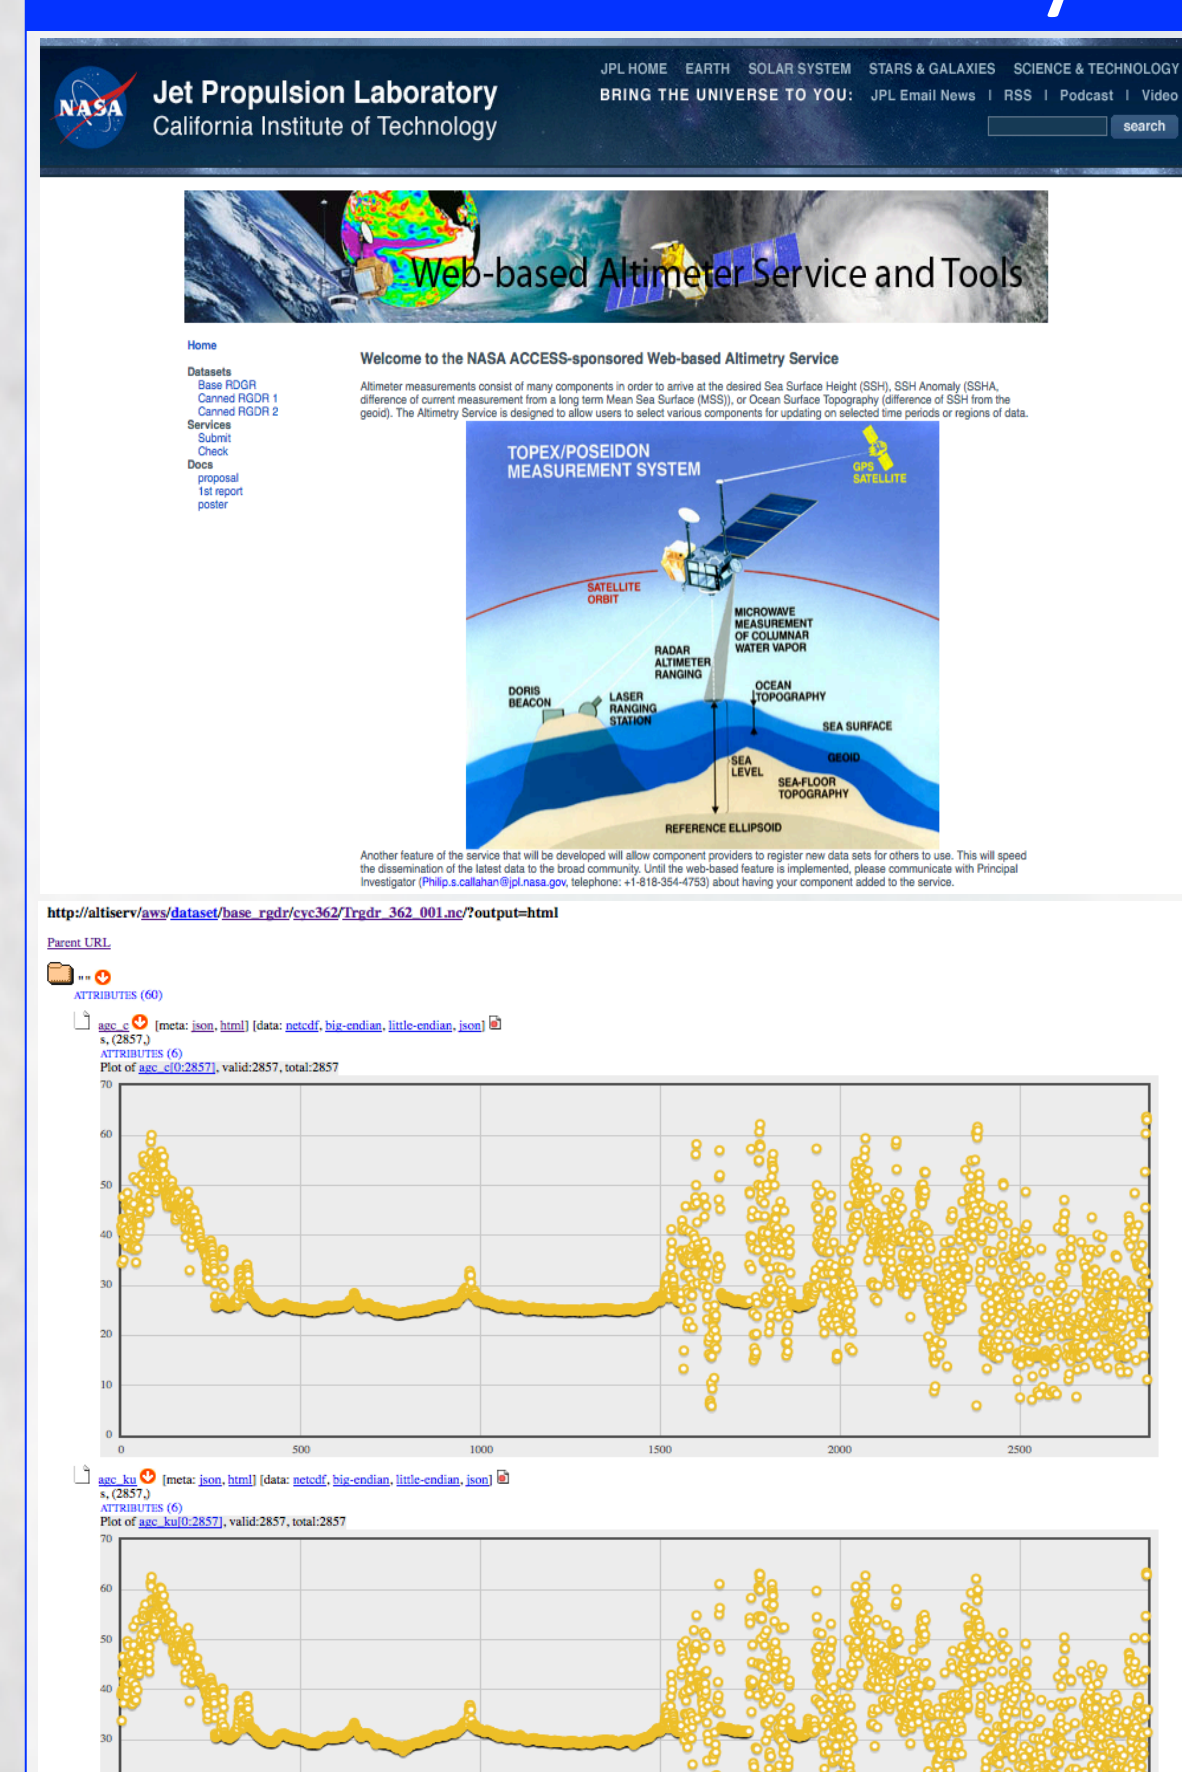 JPL HOME EARTH SOLAR SYSTEM STARS & GALAXIES SCIENCE & TECHNOLOGY
BRING THE UNIVERSE TO YOU: JPL Email News | RSS | Podcast | Video
search
NASA
Jet Propulsion Laboratory
California Institute of Technology
Web-based Altimeter Service and Tools
Home
Datasets
Base RDGR
Canned RGDR 1
Canned RGDR 2
Services
Submit
Check
Docs
proposal
1st report
poster
Welcome to the NASA ACCESS-sponsored Web-based Altimetry Service
Altimeter measurements consist of many components in order to arrive at the desired Sea Surface Height (SSH), SSH Anomaly (SSHA,
difference of current measurement from a long term Mean Sea Surface (MSS)), or Ocean Surface Topography (difference of SSH from the
geoid). The Altimetry Service is designed to allow users to select various components for updating on selected time periods or regions of data.
TOPEX/POSEIDON
MEASUREMENT SYSTEM
GPS
SATELLITE
SATELLITE
ORBIT
MICROWAVE
MEASUREMENT
OF COLUMNAR
WATER VAPOR
RADAR
ALTIMETER
RANGING
DORIS
BEACON
LASER
RANGING
STATION
OCEAN
TOPOGRAPHY
SEA SURFACE
GEOID
SEA
LEVEL
SEA-FLOOR
TOPOGRAPHY
REFERENCE ELLIPSOID
Another feature of the service that will be developed will allow component providers to register new data sets for others to use. This will speed
the dissemination of the latest data to the broad community. Until the web-based feature is implemented, please communicate with Principal
Investigator (Philip.s.callahan@jpl.nasa.gov, telephone: +1-818-354-4753) about having your component added to the service.
http://altiserv/aws/dataset/base_rgdr/cyc362/Trgdr_362_001.nc/?output=html
Parent URL
""
ATTRIBUTES (60)
agc_c [meta: json, html] [data: netcdf, big-endian, little-endian, json]
s, (2857,)
ATTRIBUTES (6)
Plot of agc_c[0:2857], valid:2857, total:2857
70
60
50
40
30
20
10
0
0 500 1000 1500 2000 2500
agc_ku [meta: json, html] [data: netcdf, big-endian, little-endian, json]
s, (2857,)
ATTRIBUTES (6)
Plot of agc_ku[0:2857], valid:2857, total:2857
70
60
50
40
30